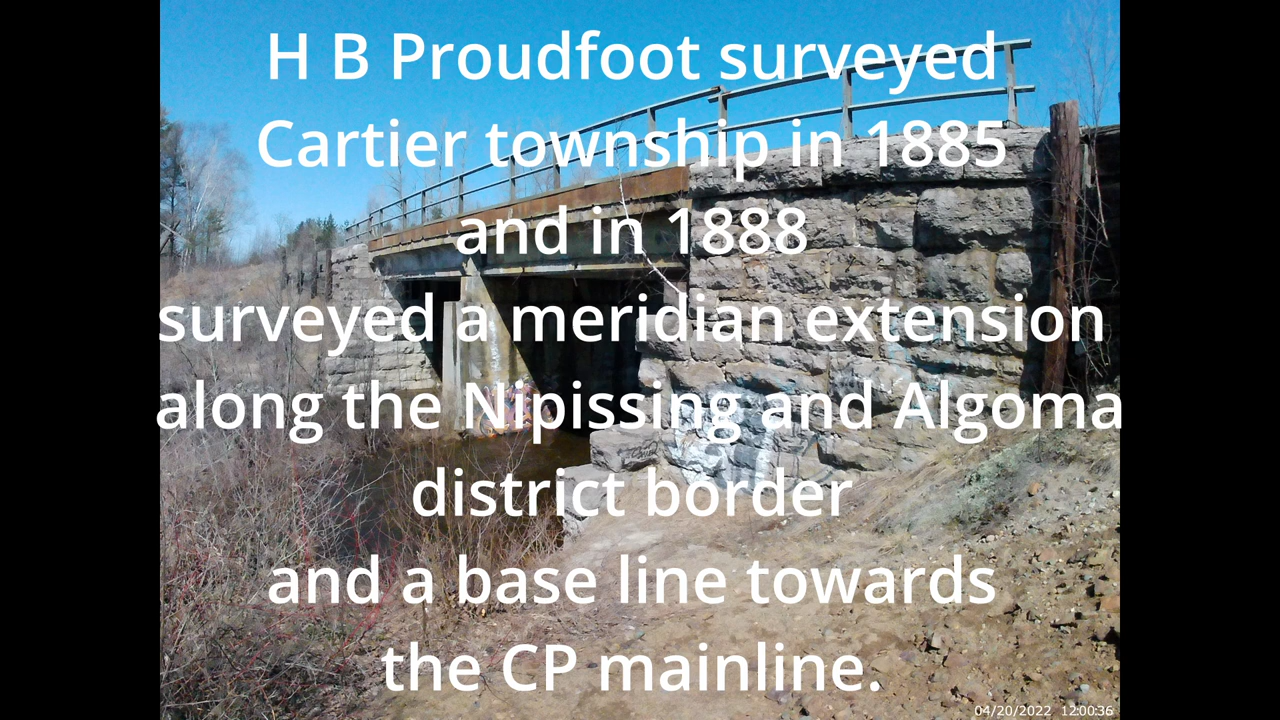 H B Proudfoot surveyed
Cartier township in 1885
and in 1888
surveyed a meridian extension
along the Nipissing and Algoma
district border
and a base line towards
the CP mainline.
04/20/2022 12:00:36